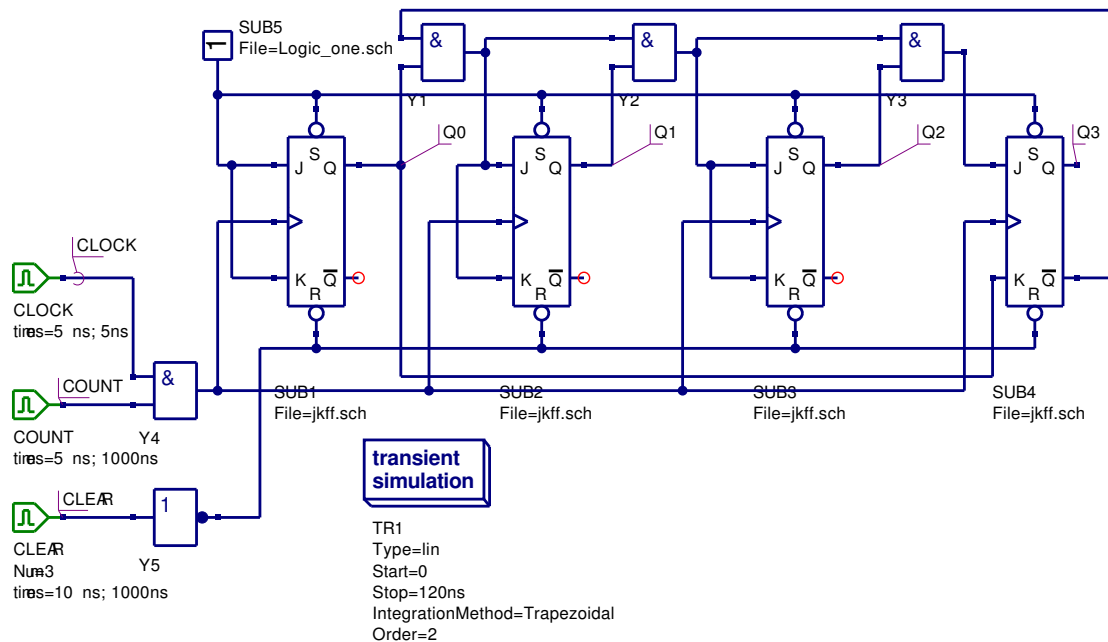 SUB5
File=Logic_one.sch
1
&
&
&
Y1
Y2
Y3
S
J
Q
K
Q
R
Q0
S
J
Q
K
Q
R
Q1
S
J
Q
K
Q
R
Q2
S
J
Q
K
Q
R
Q3
CLOCK
CLOCK
times=5 ns; 5ns
COUNT
COUNT
times=5 ns; 1000ns
&
Y4
CLEAR
CLEAR
Num=3
times=10 ns; 1000ns
1
Y5
SUB1
File=jkff.sch
SUB2
File=jkff.sch
SUB3
File=jkff.sch
SUB4
File=jkff.sch
transient
simulation
TR1
Type=lin
Start=0
Stop=120ns
IntegrationMethod=Trapezoidal
Order=2